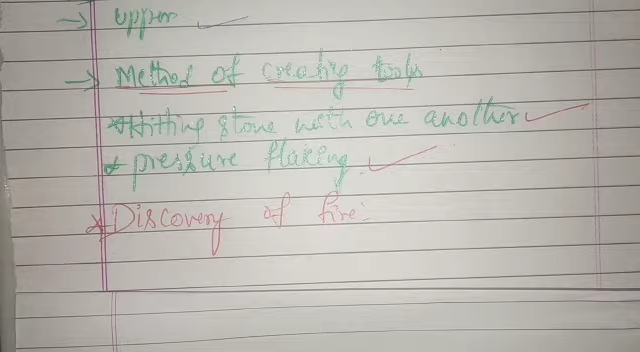 → upper
→ Method of creating tools
*Hitting stone with one another
* pressure flaking
* Discovery of fire: